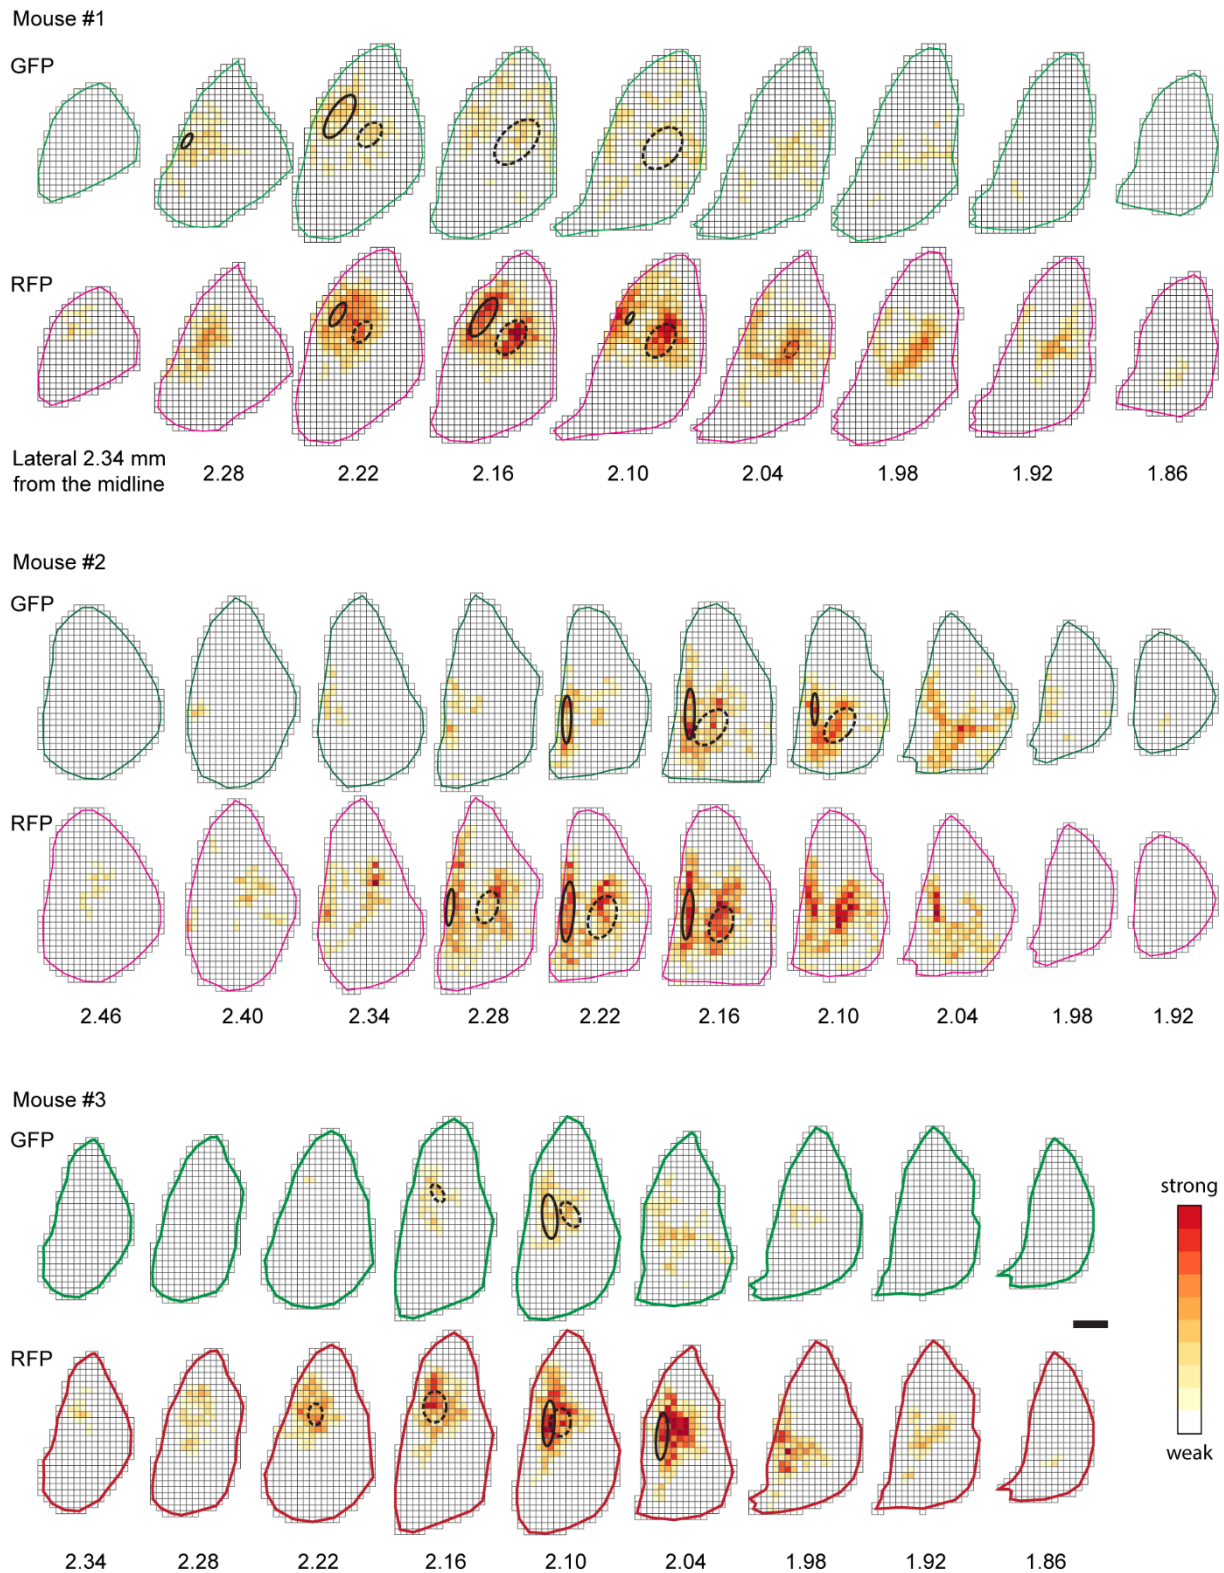 Mouse #1
GFP
RFP
Lateral 2.34 mm
from the midline
2.28 2.22 2.16 2.10 2.04 1.98 1.92 1.86
Mouse #2
GFP
RFP
2.46 2.40 2.34 2.28 2.22 2.16 2.10 2.04 1.98 1.92
Mouse #3
GFP
strong
RFP
weak
2.34 2.28 2.22 2.16 2.10 2.04 1.98 1.92 1.86